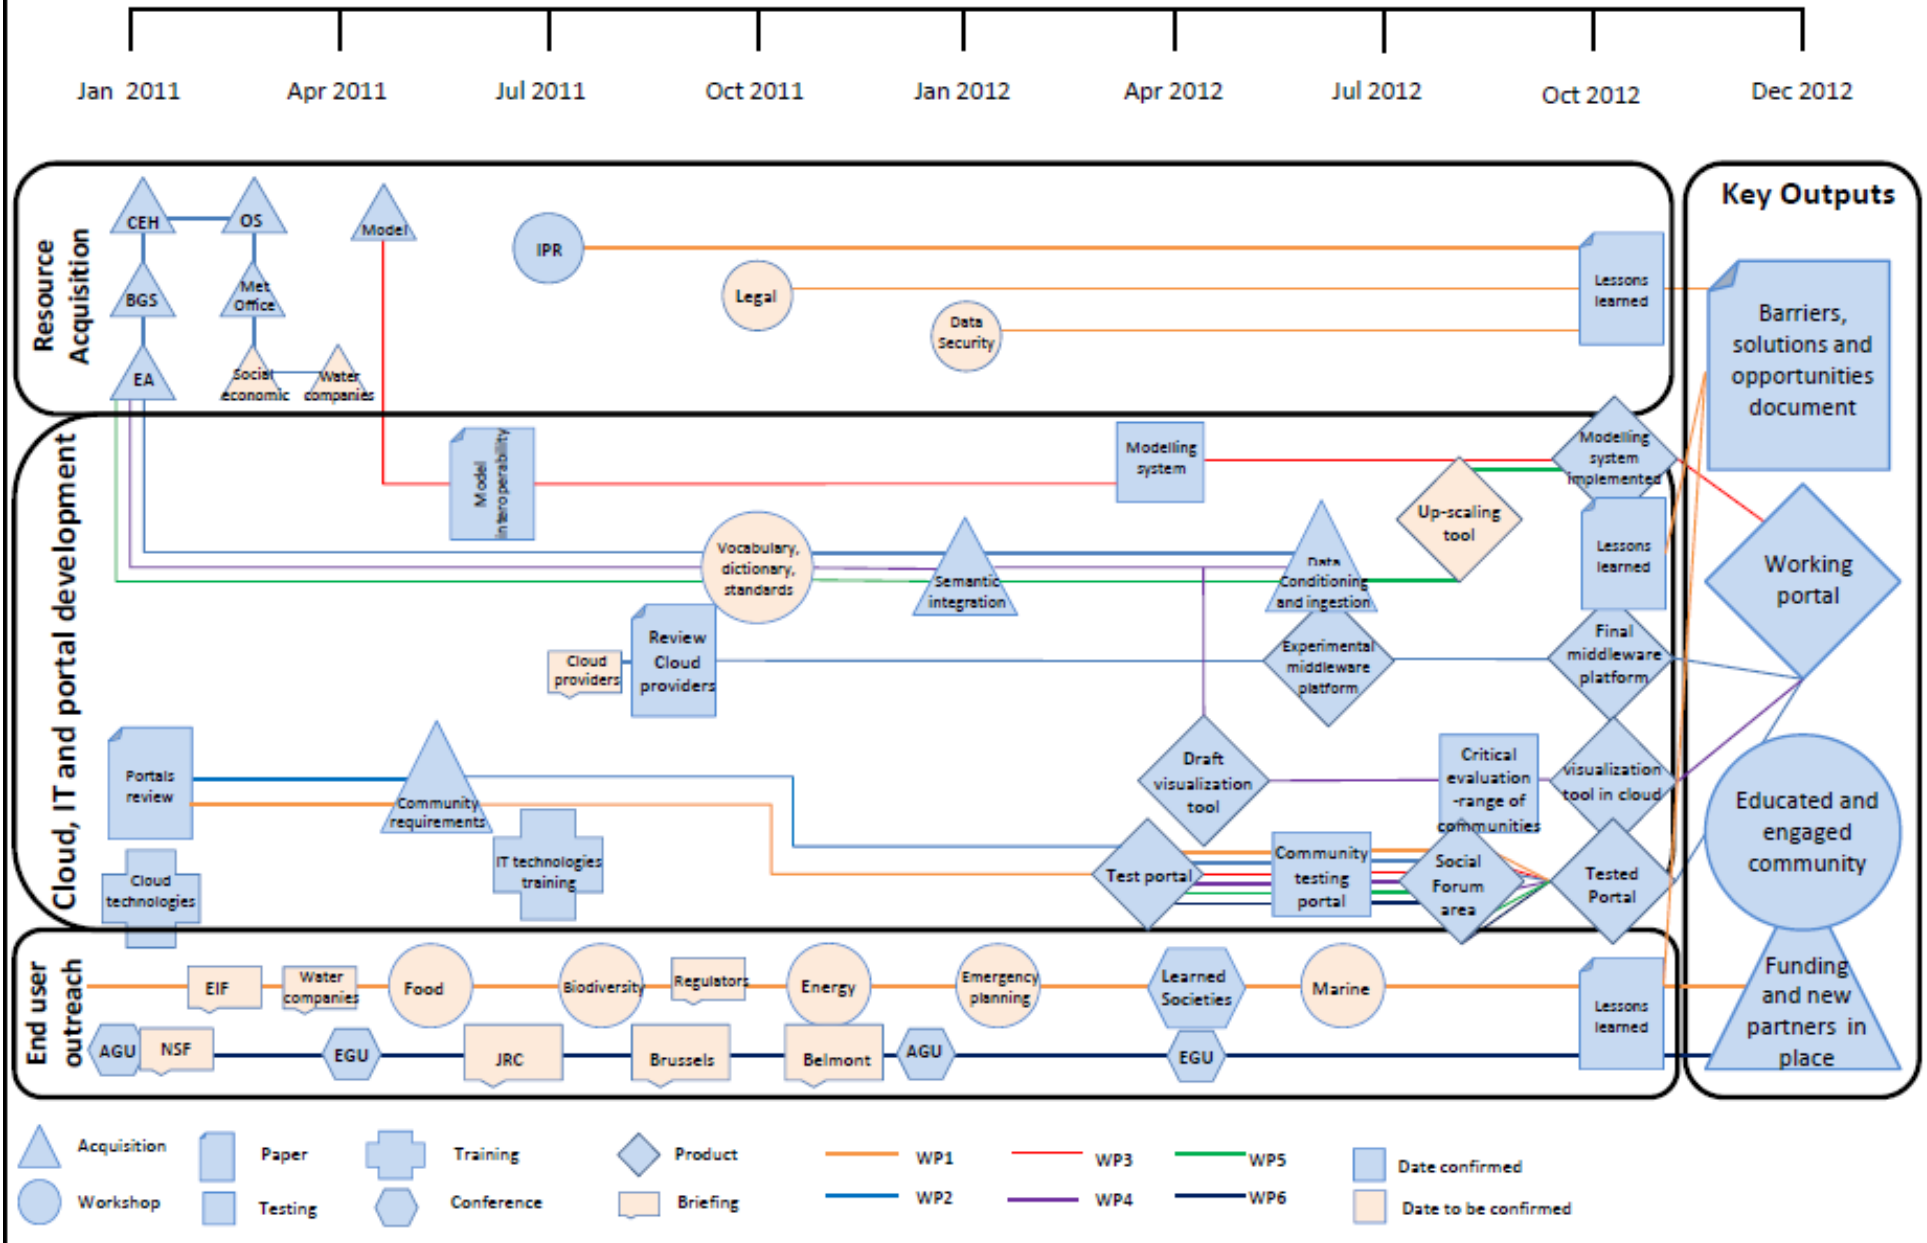 Jan 2011
Apr 2011
Jul 2011
Oct 2011
Jan 2012
Apr 2012
Jul 2012
Oct 2012
Dec 2012
Resource
Acquisition
CEH
OS
Model
BGS
Met
Office
EA
Social
economic
Water
companies
IPR
Legal
Data
Security
Lessons
learned
Key Outputs
Barriers,
solutions and
opportunities
document
Working
portal
Educated and
engaged
community
Funding
and new
partners in
place
Cloud, IT and portal development
Model
interoperability
Modelling
system
Modelling
system
implemented
Up-scaling
tool
Vocabulary,
dictionary,
standards
Semantic
integration
Data
Conditioning
and ingestion
Lessons
learned
Cloud
providers
Review
Cloud
providers
Experimental
middleware
platform
Final
middleware
platform
Portals
review
Community
requirements
Draft
visualization
tool
Critical
evaluation
-range of
communities
visualization
tool in cloud
Cloud
technologies
IT technologies
training
Test portal
Community
testing
portal
Social
Forum
area
Tested
Portal
End user
outreach
EIF
Water
companies
Food
Biodiversity
Regulators
Energy
Emergency
planning
Learned
Societies
Marine
Lessons
learned
AGU
NSF
EGU
JRC
Brussels
Belmont
AGU
EGU
Acquisition
Paper
Training
Product
WP1
WP3
WP5
Date confirmed
Workshop
Testing
Conference
Briefing
WP2
WP4
WP6
Date to be confirmed